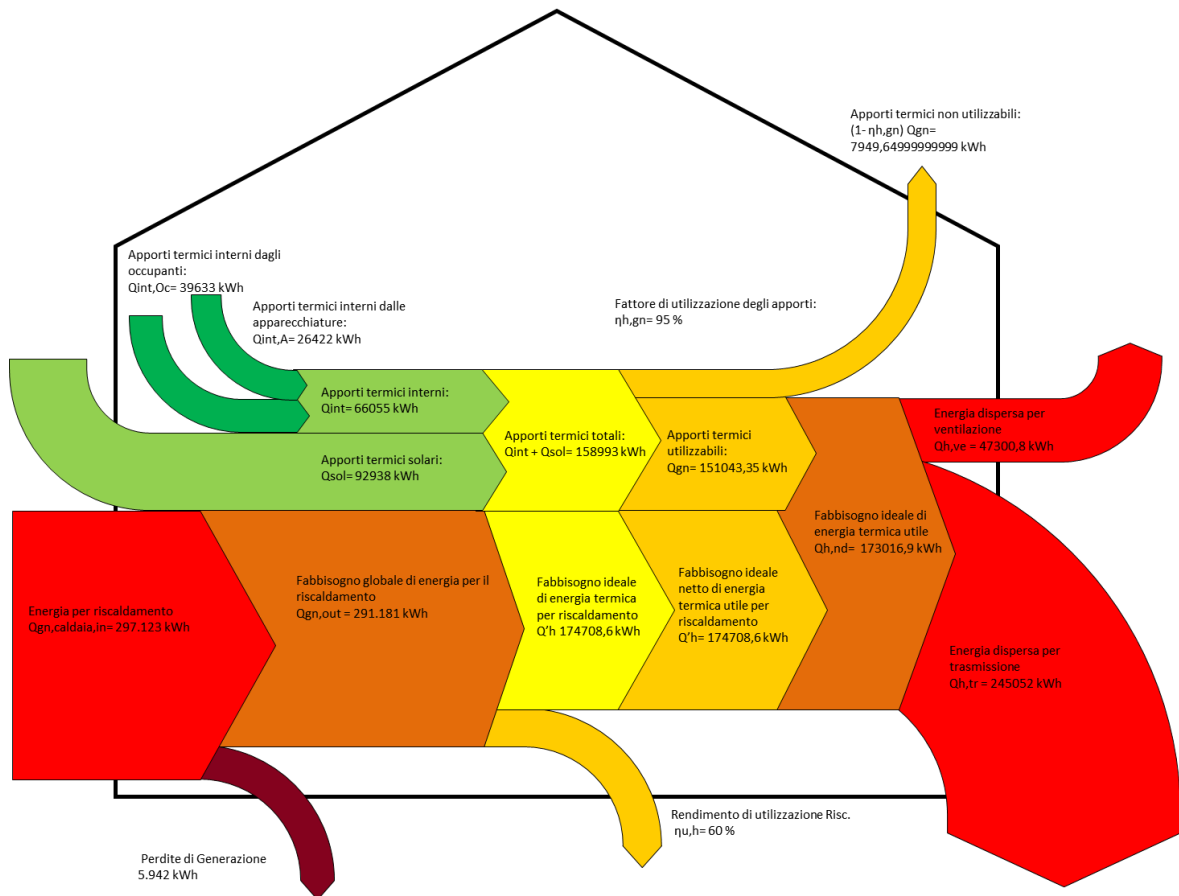 Apporti termici non utilizzabili:
(1- ηh,gn) Qgn=
7949,64999999999 kWh
Apporti termici interni dagli
occupanti:
Qint,Oc= 39633 kWh
Apporti termici interni dalle
apparecchiature:
Qint,A= 26422 kWh
Fattore di utilizzazione degli apporti:
ηh,gn= 95 %
Apporti termici interni:
Qint= 66055 kWh
Apporti termici solari:
Qsol= 92938 kWh
Apporti termici totali:
Qint + Qsol= 158993 kWh
Apporti termici
utilizzabili:
Qgn= 151043,35 kWh
Energia dispersa per
ventilazione
Qh,ve = 47300,8 kWh
Fabbisogno ideale di
energia termica utile
Qh,nd= 173016,9 kWh
Energia per riscaldamento
Qgn,caldaia,in= 297.123 kWh
Fabbisogno globale di energia per il
riscaldamento
Qgn,out = 291.181 kWh
Fabbisogno ideale
di energia termica
per riscaldamento
Q'h 174708,6 kWh
Fabbisogno ideale
netto di energia
termica utile per
riscaldamento
Q'h= 174708,6 kWh
Energia dispersa per
trasmissione
Qh,tr = 245052 kWh
Rendimento di utilizzazione Risc.
ηu,h= 60 %
Perdite di Generazione
5.942 kWh